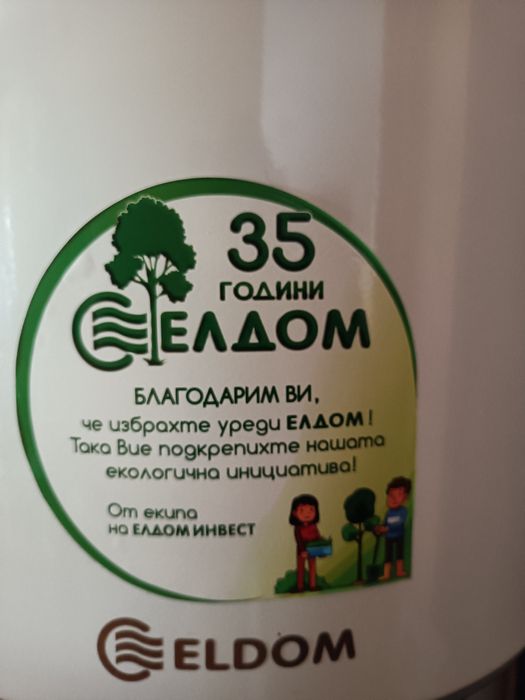 35
ГОДИНИ
ЕЛДОМ
БЛАГОДАРИМ ВИ,
че избрахте уреди ЕЛДОМ!
Така Вие подкрепихте нашата
екологична инициатива!
От екипа
на ЕЛДОМ ИНВЕСТ
ELDOM